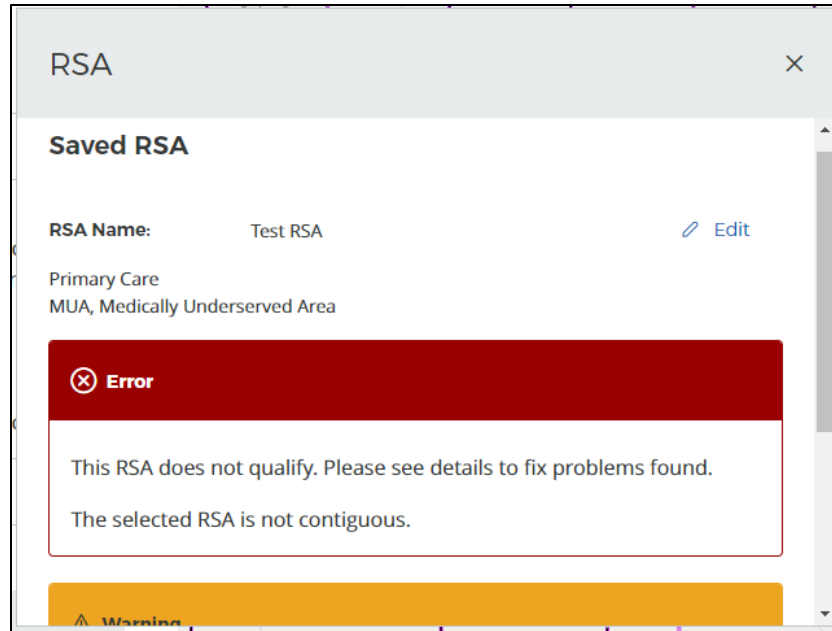 RSA
Saved RSA
RSA Name: Test RSA Edit
Primary Care
MUA, Medically Underserved Area
Error
This RSA does not qualify. Please see details to fix problems found.
The selected RSA is not contiguous.
Warning